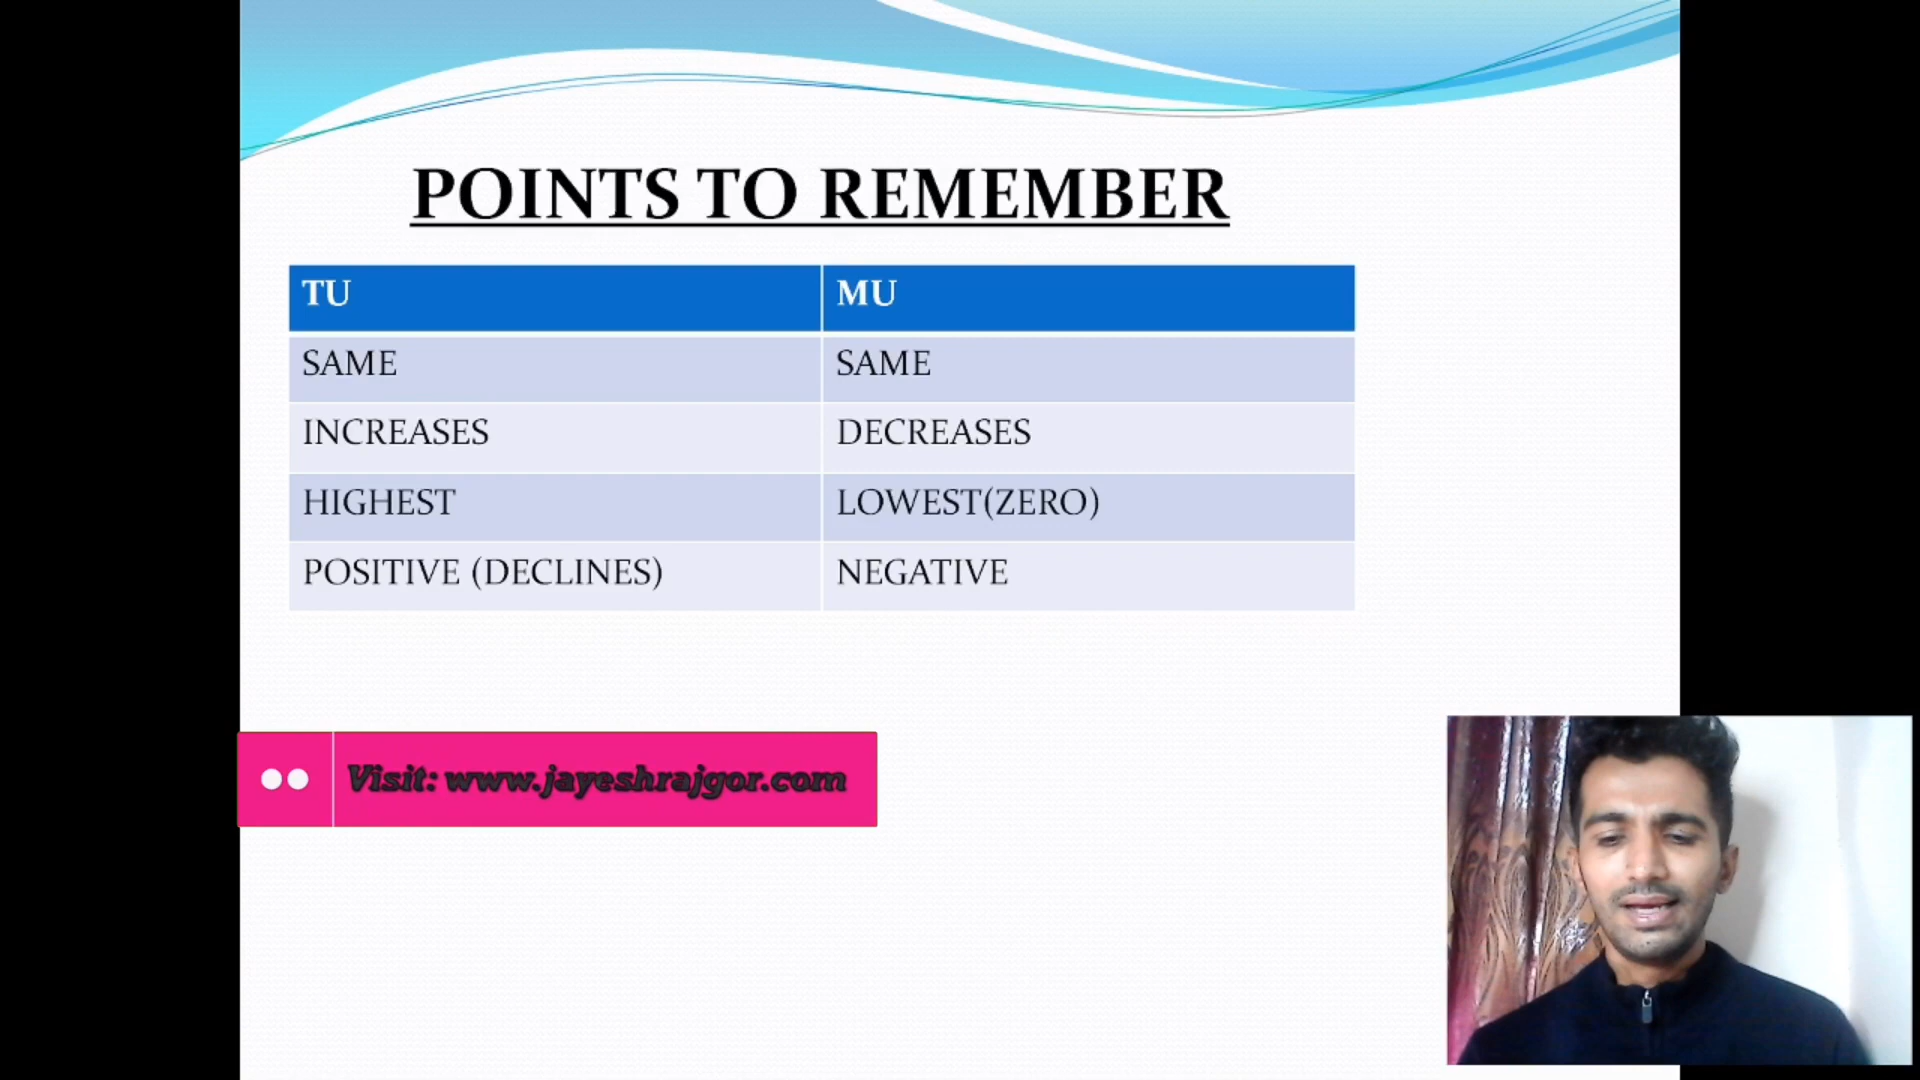 POINTS TO REMEMBER
TU MU
SAME SAME
INCREASES DECREASES
HIGHEST LOWEST(ZERO)
POSITIVE (DECLINES) NEGATIVE
Visit: www.jayeshrajgor.com